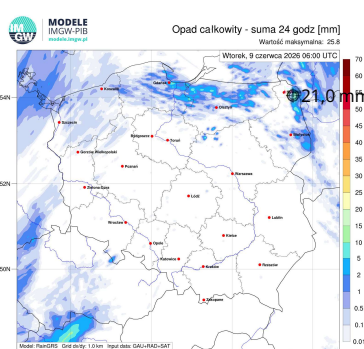 MODELE
IMGW-PIB
modele.imgw.pl
IMGW
Opad całkowity - suma 24 godz [mm]
Wartość maksymalna: 25.8
Wtorek, 9 czerwca 2026 06:00 UTC
21,0 mm
Koszalin
Gdańsk
Olsztyn
Szczecin
Bydgoszcz
Toruń
Białystok
Gorzów Wielkopolski
Poznań
Warszawa
Zielona Góra
Łódź
Wrocław
Lublin
Opole
Kielce
Katowice
Kraków
Rzeszów
Zakopane
54N
52N
50N
70
60
50
45
40
35
30
25
20
15
10
5
2
1
0.5
0.1
0.01
Model: RainGRS Grid dx/dy: 1.0 km Input data: GAU+RAD+SAT